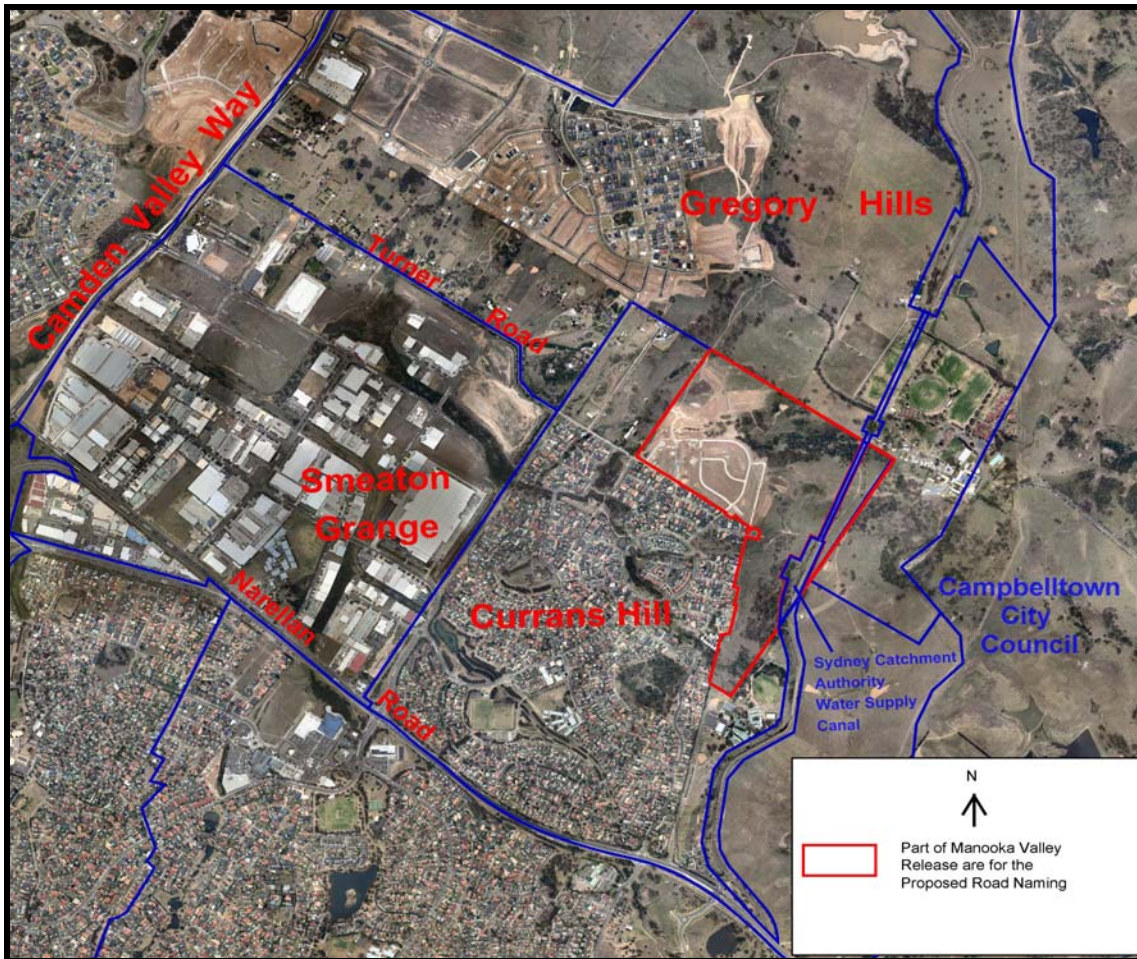 Camden Valley Way
Gregory Hills
Turner Road
Smeaton
Grange
Currans Hill
Narellan Road
Campbelltown
City
Council
Sydney Catchment
Authority
Water Supply
Canal
N
Part of Manooka Valley
Release are for the
Proposed Road Naming